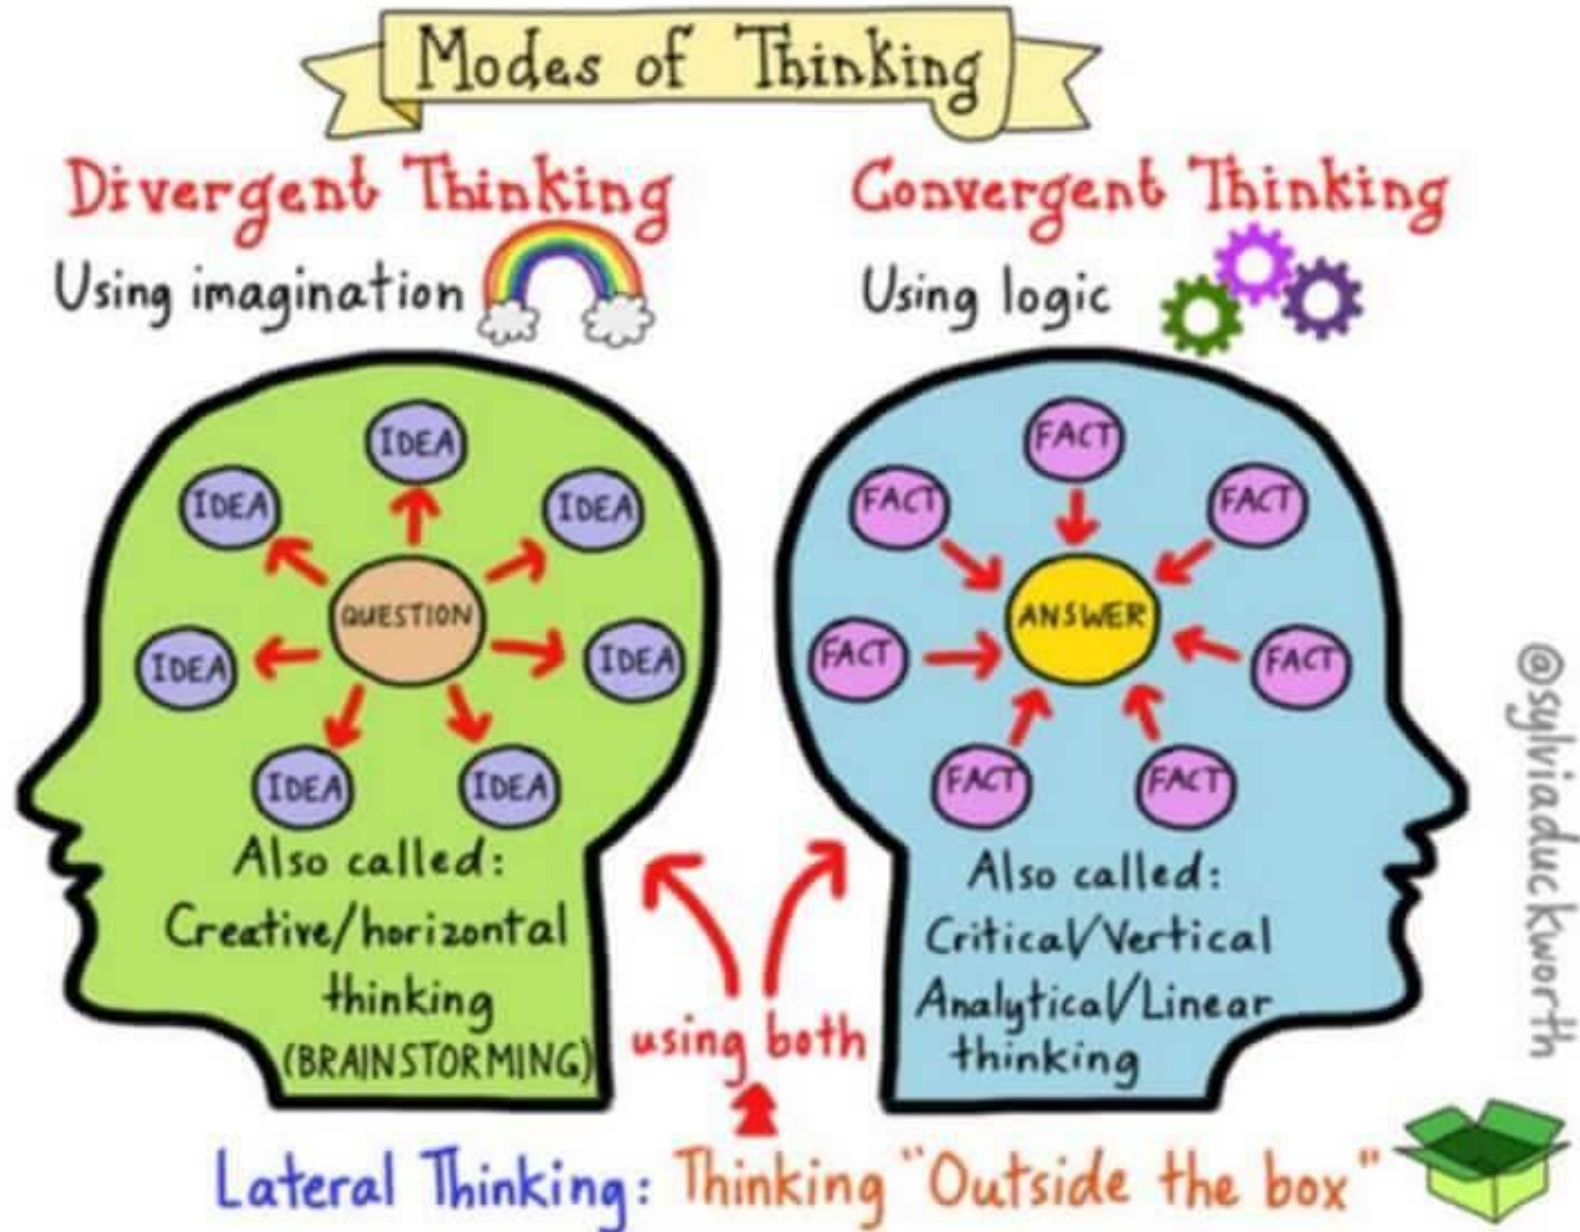 Modes of Thinking
Divergent Thinking
Using imagination
IDEA
IDEA
IDEA
QUESTION
IDEA
IDEA
IDEA
IDEA
Also called:
Creative/horizontal
thinking
(BRAINSTORMING)
Convergent Thinking
Using logic
FACT
FACT
FACT
ANSWER
FACT
FACT
FACT
FACT
Also called:
Critical/Vertical
Analytical/Linear
thinking
using both
Lateral Thinking: Thinking "Outside the box"
@sylviaduckworth